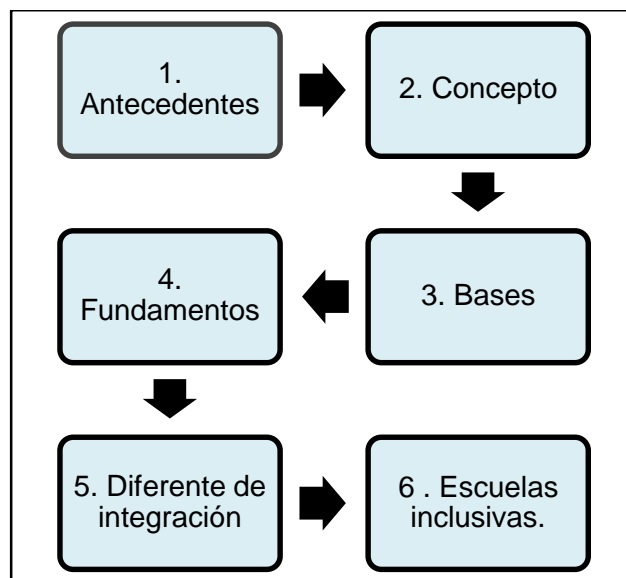 1.
Antecedentes
2. Concepto
3. Bases
4.
Fundamentos
5. Diferente de
integración
6 . Escuelas
inclusivas.